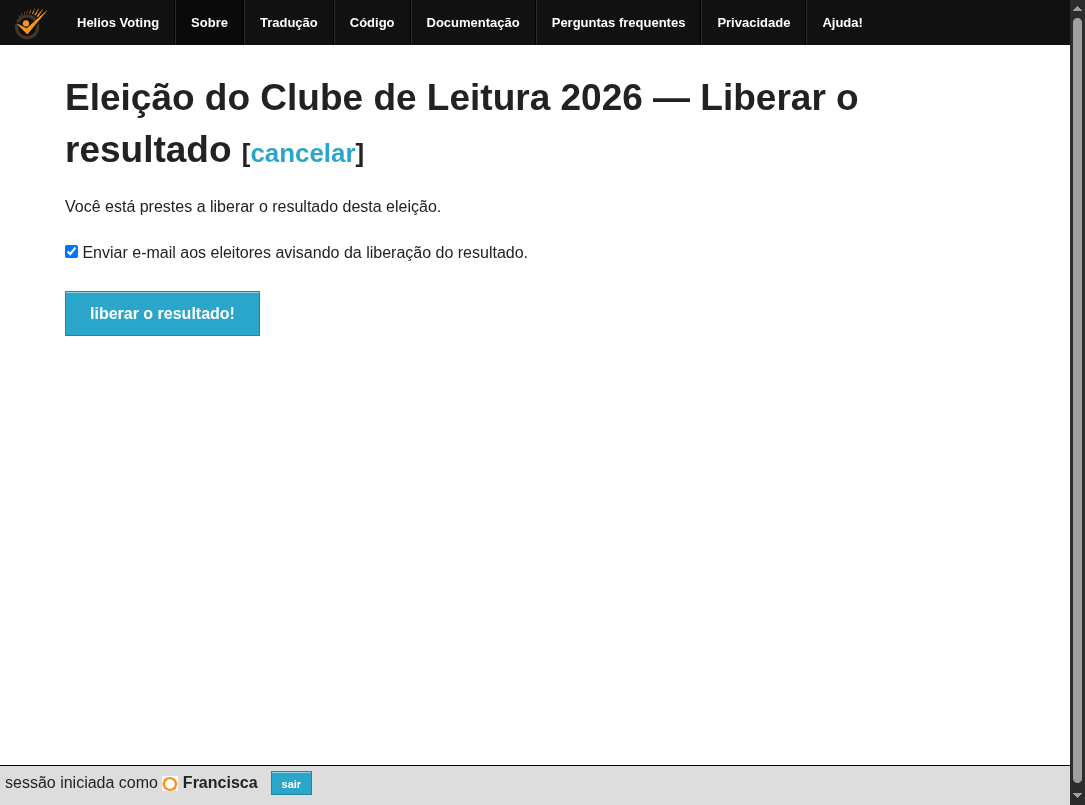 Helios Voting Sobre Tradução Código Documentação Perguntas frequentes Privacidade Ajuda!
Eleição do Clube de Leitura 2026 — Liberar o
resultado [cancelar]
Você está prestes a liberar o resultado desta eleição.
Enviar e-mail aos eleitores avisando da liberação do resultado.
liberar o resultado!
sessão iniciada como Francisca sair